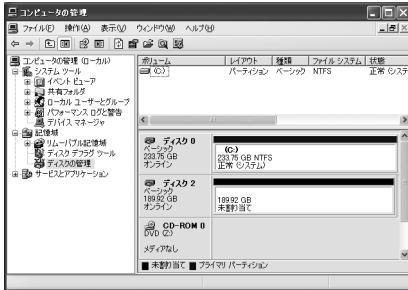 コンピュータの管理
ファイル(F) 操作(A) 表示(V) ウィンドウ(W) ヘルプ(H)
コンピュータの管理 (ローカル)
システム ツール
イベント ビューア
共有フォルダ
ローカル ユーザーとグループ
パフォーマンス ログと警告
デバイス マネージャ
記憶域
リムーバブル記憶域
ディスク デフラグ ツール
ディスクの管理
サービスとアプリケーション
ボリューム レイアウト 種類 ファイル システム 状態
(C:) パーティション ベーシック NTFS 正常 (システ
ディスク 0
ベーシック
233.75 GB
オンライン
(C:)
233.75 GB NTFS
正常 (システム)
ディスク 2
ベーシック
189.92 GB
オンライン
189.92 GB
未割り当て
CD-ROM 0
DVD (Z:)
メディアなし
未割り当て プライマリ パーティション